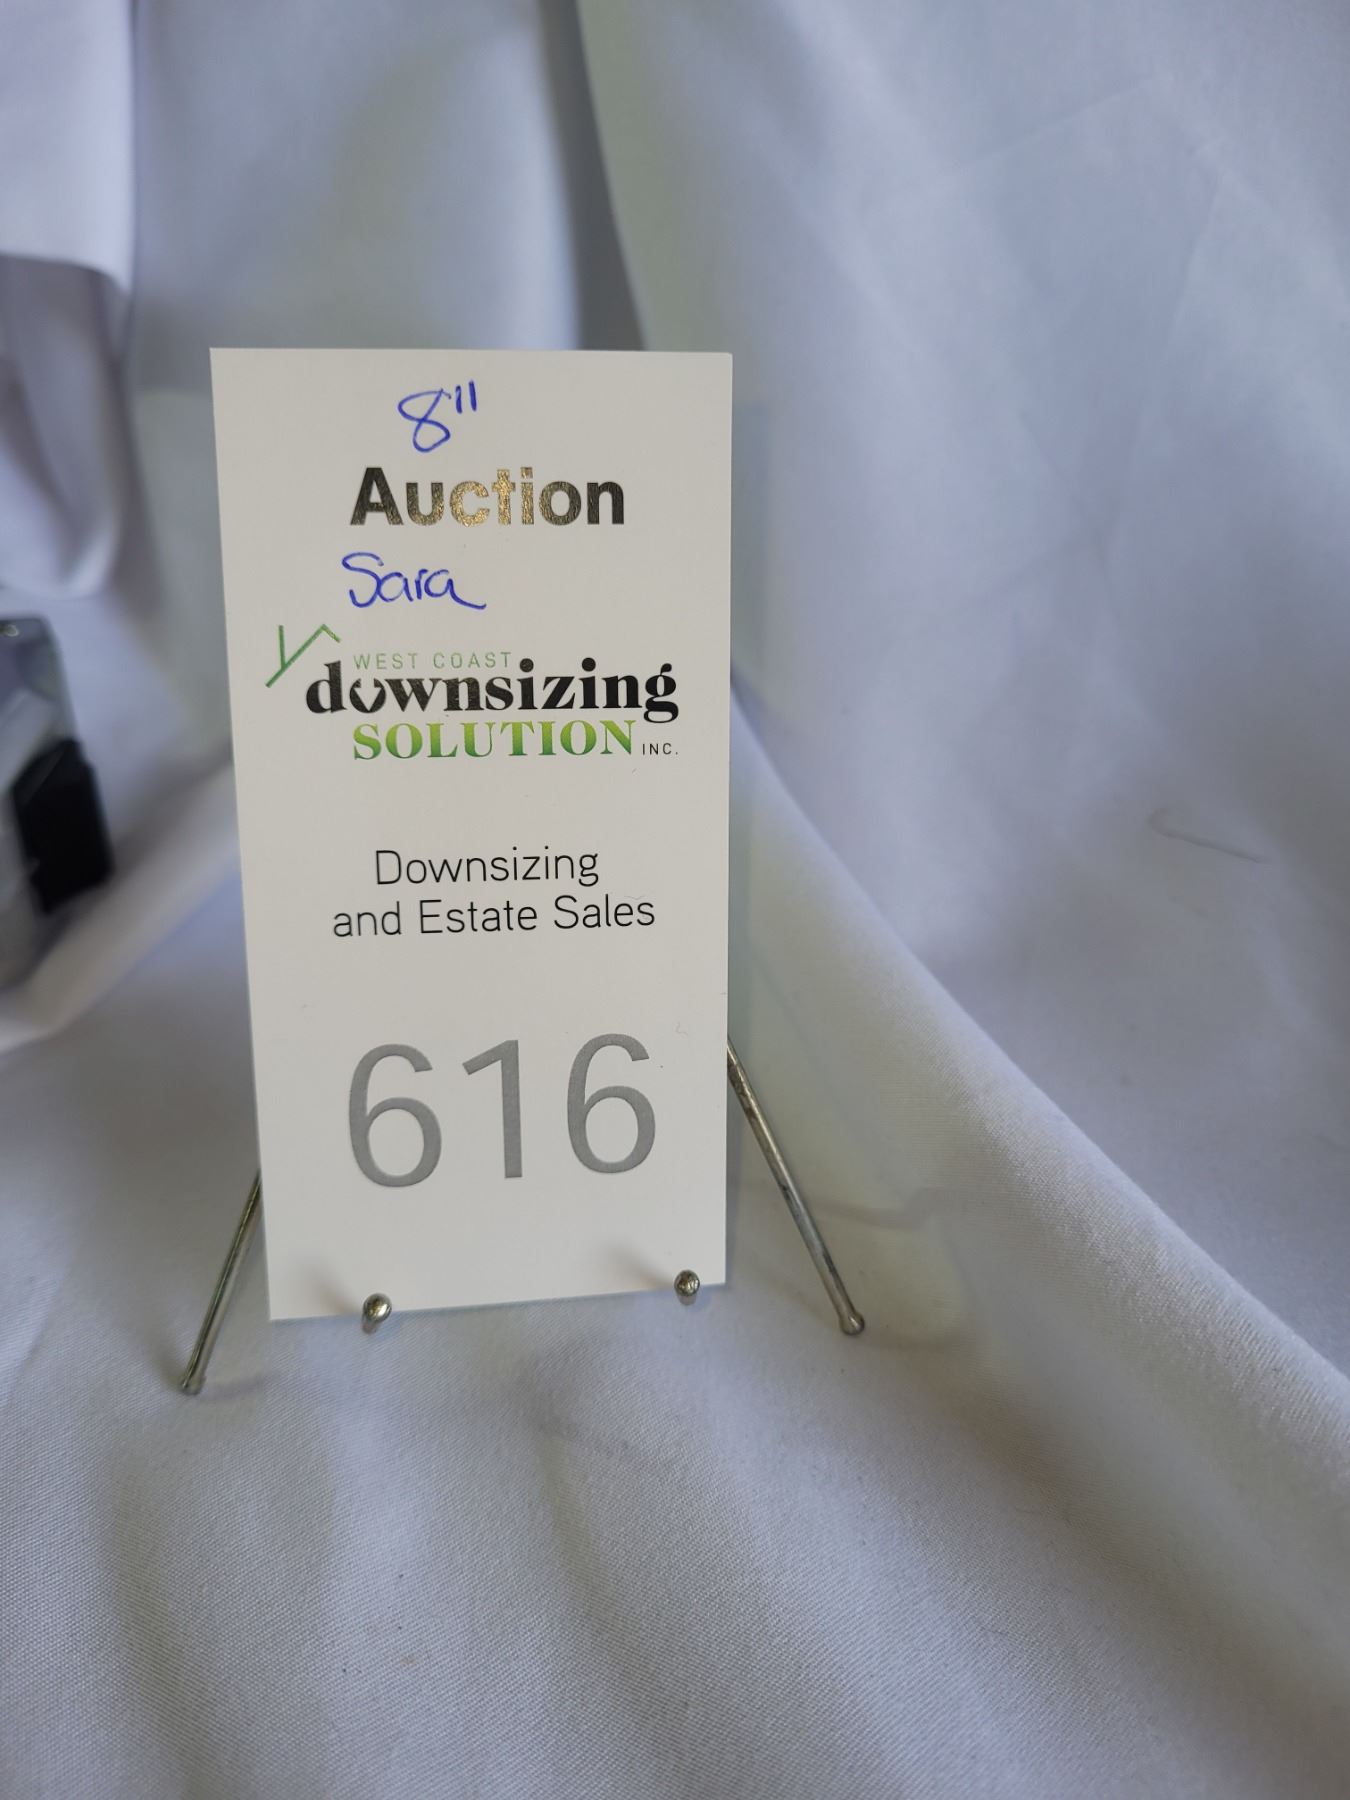 8"
Auction
Sara
WEST COAST
downsizing
SOLUTION INC.
Downsizing
and Estate Sales
616